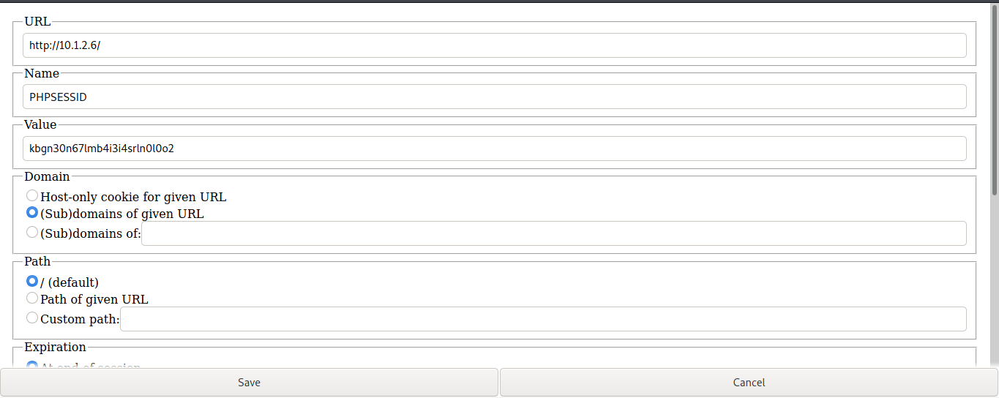 URL
http://10.1.2.6/
Name
PHPSESSID
Value
kbgn30n67lmb4i3i4srln0l0o2
Domain
Host-only cookie for given URL
(Sub)domains of given URL
(Sub)domains of:
Path
/ (default)
Path of given URL
Custom path:
Expiration
At end of session
Save Cancel